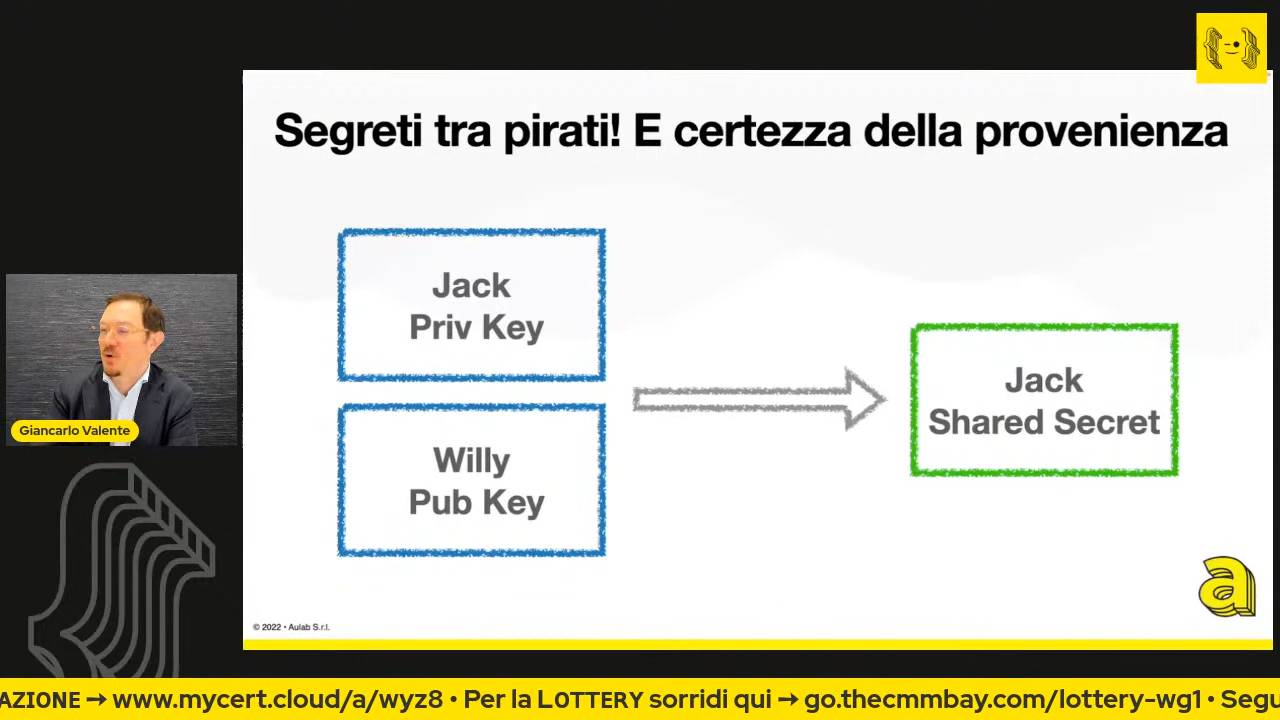 Segreti tra pirati! E certezza della provenienza
Jack
Priv Key
Willy
Pub Key
Jack
Shared Secret
Giancarlo Valente
a
© 2022 • Aulab S.r.l.
AZIONE → www.mycert.cloud/a/wyz8 • Per la LOTTERY sorridi qui → go.thecmmbay.com/lottery-wg1 • Segu